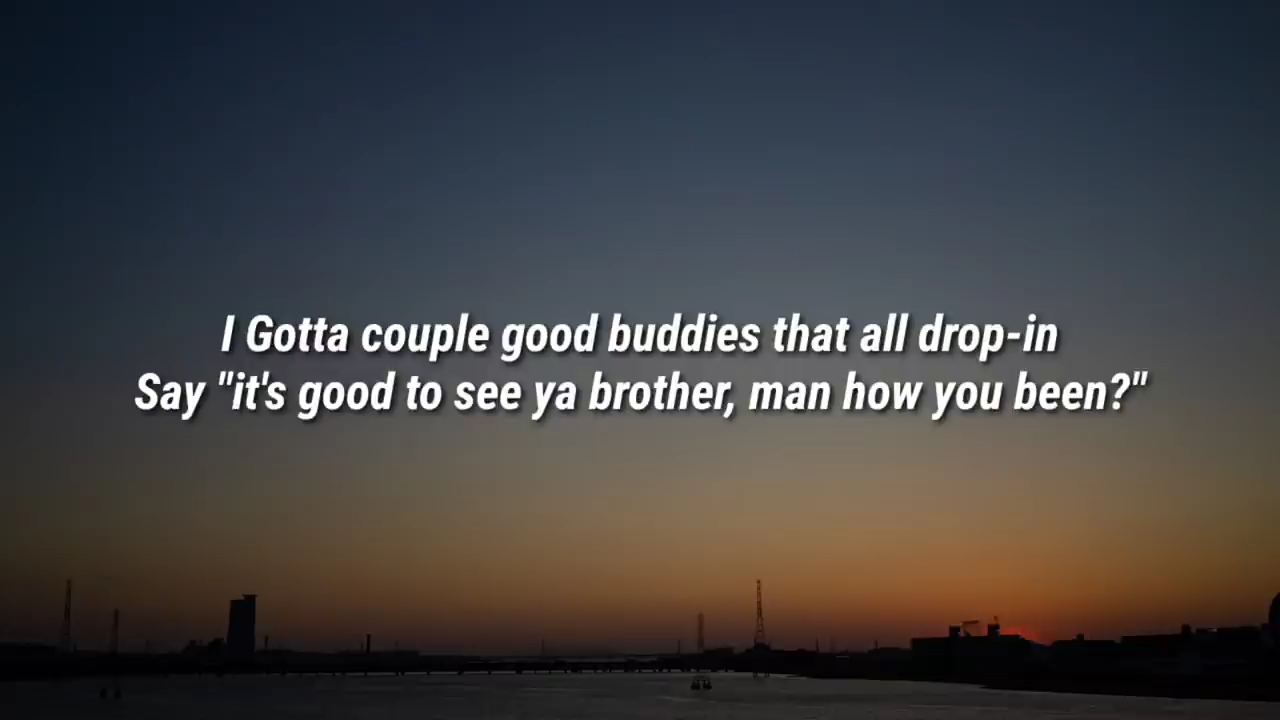 I Gotta couple good buddies that all drop-in
Say "it's good to see ya brother, man how you been?"